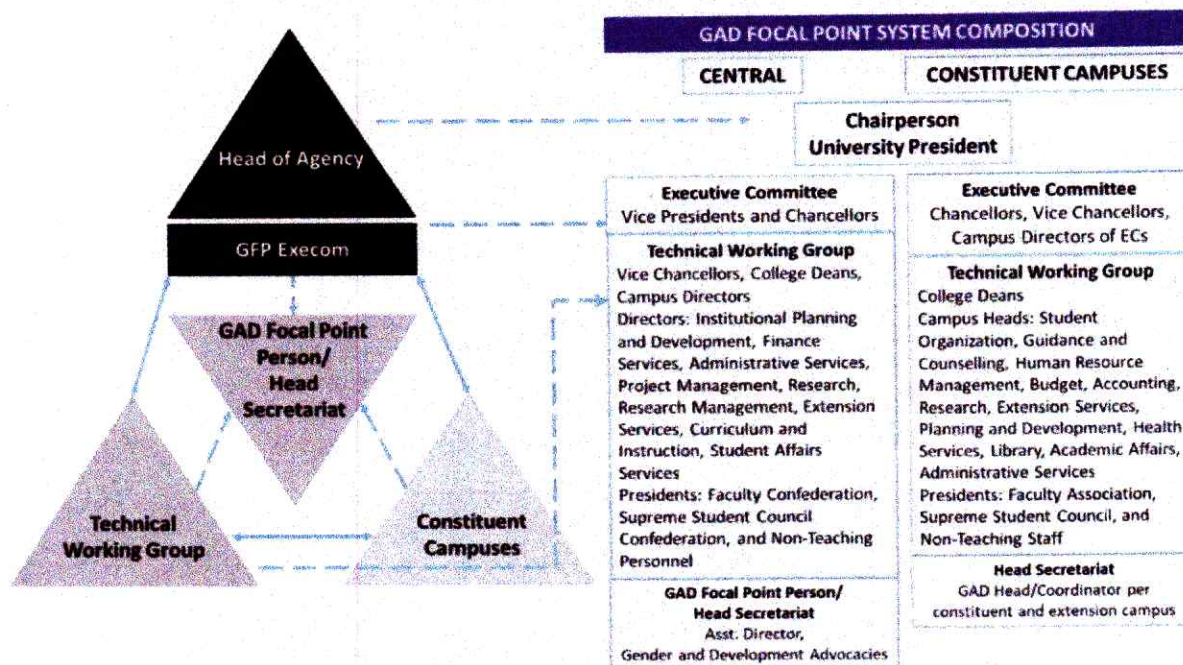 Head of Agency
GFP Execom
GAD Focal Point
Person/
Head
Secretariat
Technical
Working Group
Constituent
Campuses
GAD FOCAL POINT SYSTEM COMPOSITION
CENTRAL
CONSTITUENT CAMPUSES
Chairperson
University President
Executive Committee
Vice Presidents and Chancellors
Technical Working Group
Vice Chancellors, College Deans,
Campus Directors
Directors: Institutional Planning
and Development, Finance
Services, Administrative Services,
Project Management, Research,
Research Management, Extension
Services, Curriculum and
Instruction, Student Affairs
Services
Presidents: Faculty Confederation,
Supreme Student Council
Confederation, and Non-Teaching
Personnel
GAD Focal Point Person/
Head Secretariat
Asst. Director,
Gender and Development Advocacies
Executive Committee
Chancellors, Vice Chancellors,
Campus Directors of ECs
Technical Working Group
College Deans
Campus Heads: Student
Organization, Guidance and
Counselling, Human Resource
Management, Budget, Accounting,
Research, Extension Services,
Planning and Development, Health
Services, Library, Academic Affairs,
Administrative Services
Presidents: Faculty Association,
Supreme Student Council, and
Non-Teaching Staff
Head Secretariat
GAD Head/Coordinator per
constituent and extension campus